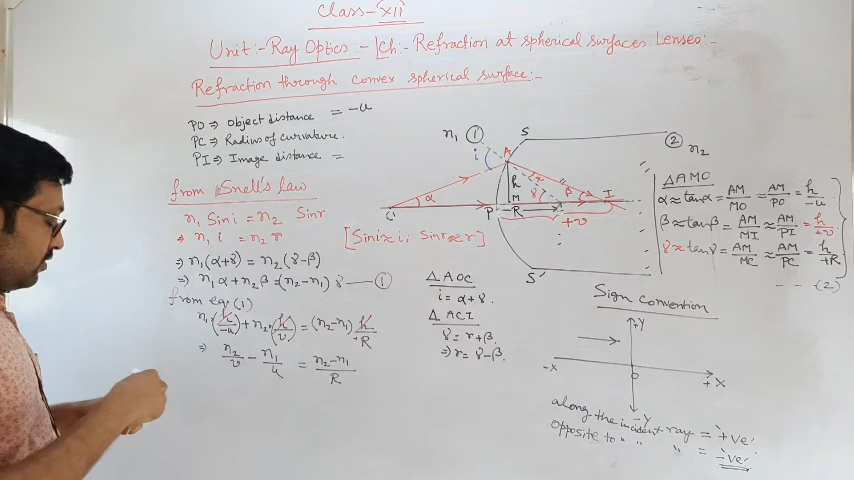 Class-XII
Unit:- Ray Optics - [Ch:- Refraction at spherical surfaces Lenses:-
Refraction through convex spherical surface:-
PO ⇒ Object distance = -u
PC ⇒ Radius of curvature.
PI ⇒ Image distance =
from Snell's law
n₁ Sini = n₂ Sinr
⇒ n₁ i = n₂ r
[Sini≈i; Sinr≈r]
⇒ n₁(α+γ) = n₂(γ-β)
⇒ n₁α + n₂β = (n₂-n₁)γ —— ①
from eqn(1)
n₁·(h/-u) + n₂·(h/v) = (n₂-n₁) h/+R
⇒ n₂/v - n₁/u = n₂-n₁/R
Δ AOC
i = α+γ.
Δ ACI
γ = r+β.
⇒ r = γ-β.
n₁ ① S ② n₂
i A
r
α h γ β I
O P R M +v
S'
Δ AMO
α ≈ tanα = AM/MO ≈ AM/PO = h/-u
β ≈ tanβ = AM/MI ≈ AM/PI = h/+v
γ ≈ tanγ = AM/MC ≈ AM/PC = h/+R
- - (2)
Sign Convention
+Y
-X O +X
-Y
along the incident ray = '+ve'.
opposite to " " " = '-ve'.